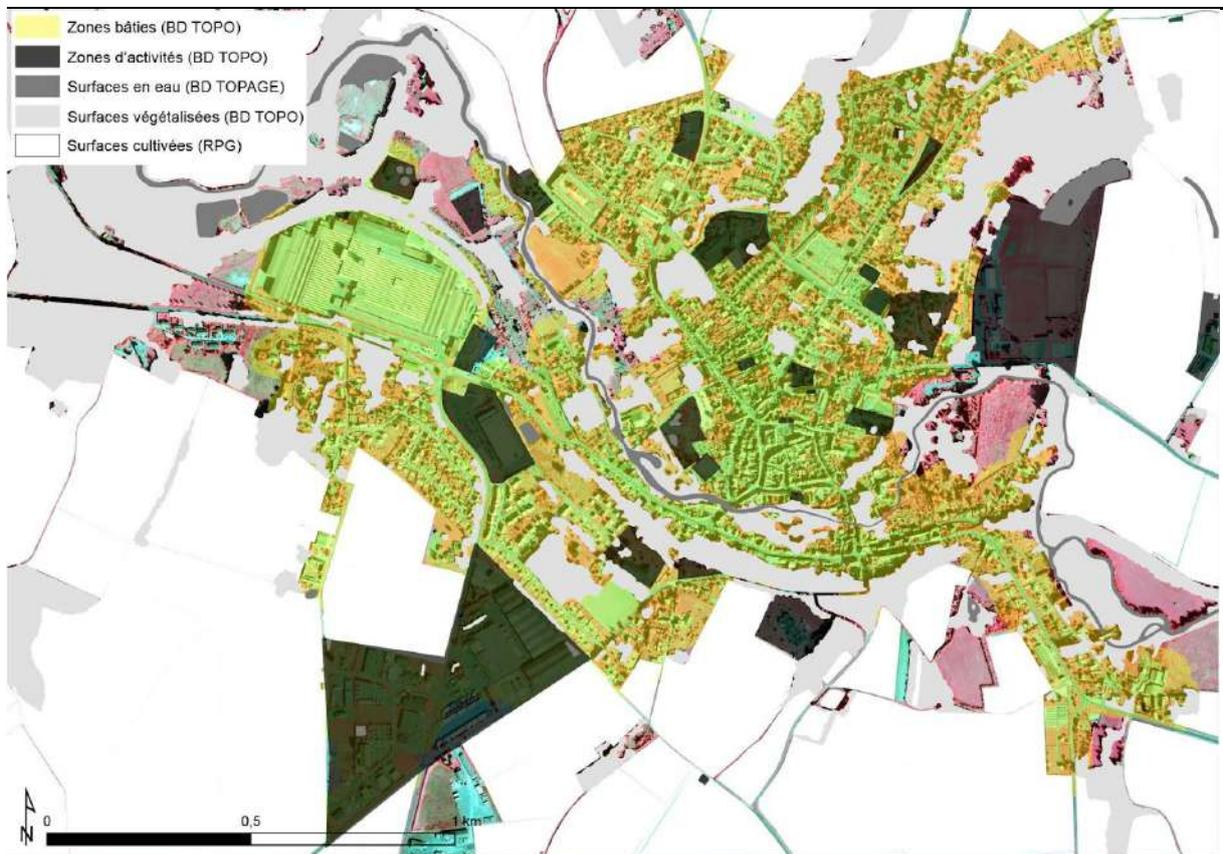 Zones bâties (BD TOPO)
Zones d'activités (BD TOPO)
Surfaces en eau (BD TOPAGE)
Surfaces végétalisées (BD TOPO)
Surfaces cultivées (RPG)
N
0 0,5 1 km